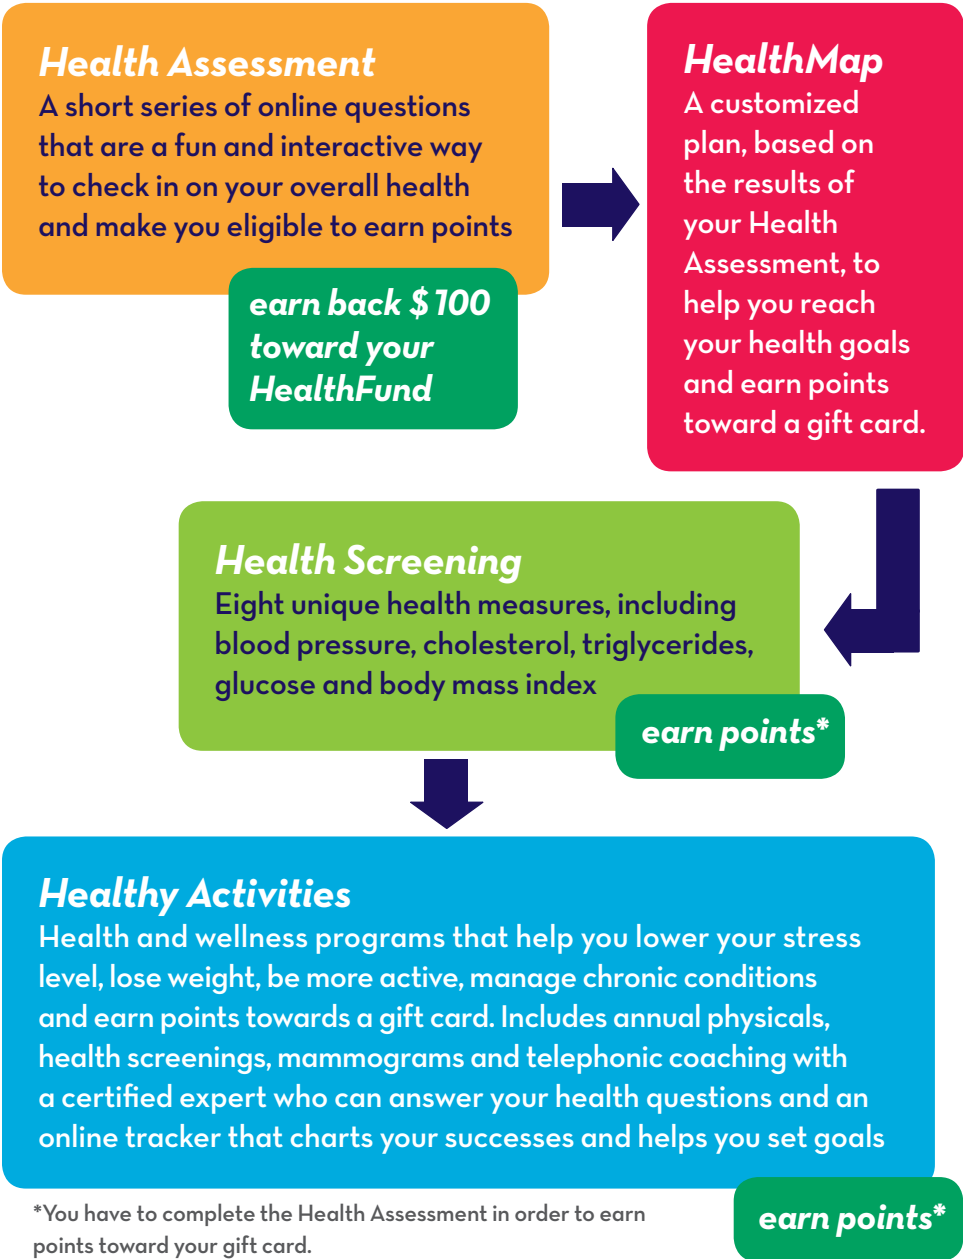 Health Assessment
A short series of online questions
that are a fun and interactive way
to check in on your overall health
and make you eligible to earn points
earn back $100
toward your
HealthFund
HealthMap
A customized
plan, based on
the results of
your Health
Assessment, to
help you reach
your health goals
and earn points
toward a gift card.
Health Screening
Eight unique health measures, including
blood pressure, cholesterol, triglycerides,
glucose and body mass index
earn points*
Healthy Activities
Health and wellness programs that help you lower your stress
level, lose weight, be more active, manage chronic conditions
and earn points towards a gift card. Includes annual physicals,
health screenings, mammograms and telephonic coaching with
a certified expert who can answer your health questions and an
online tracker that charts your successes and helps you set goals
earn points*
*You have to complete the Health Assessment in order to earn
points toward your gift card.